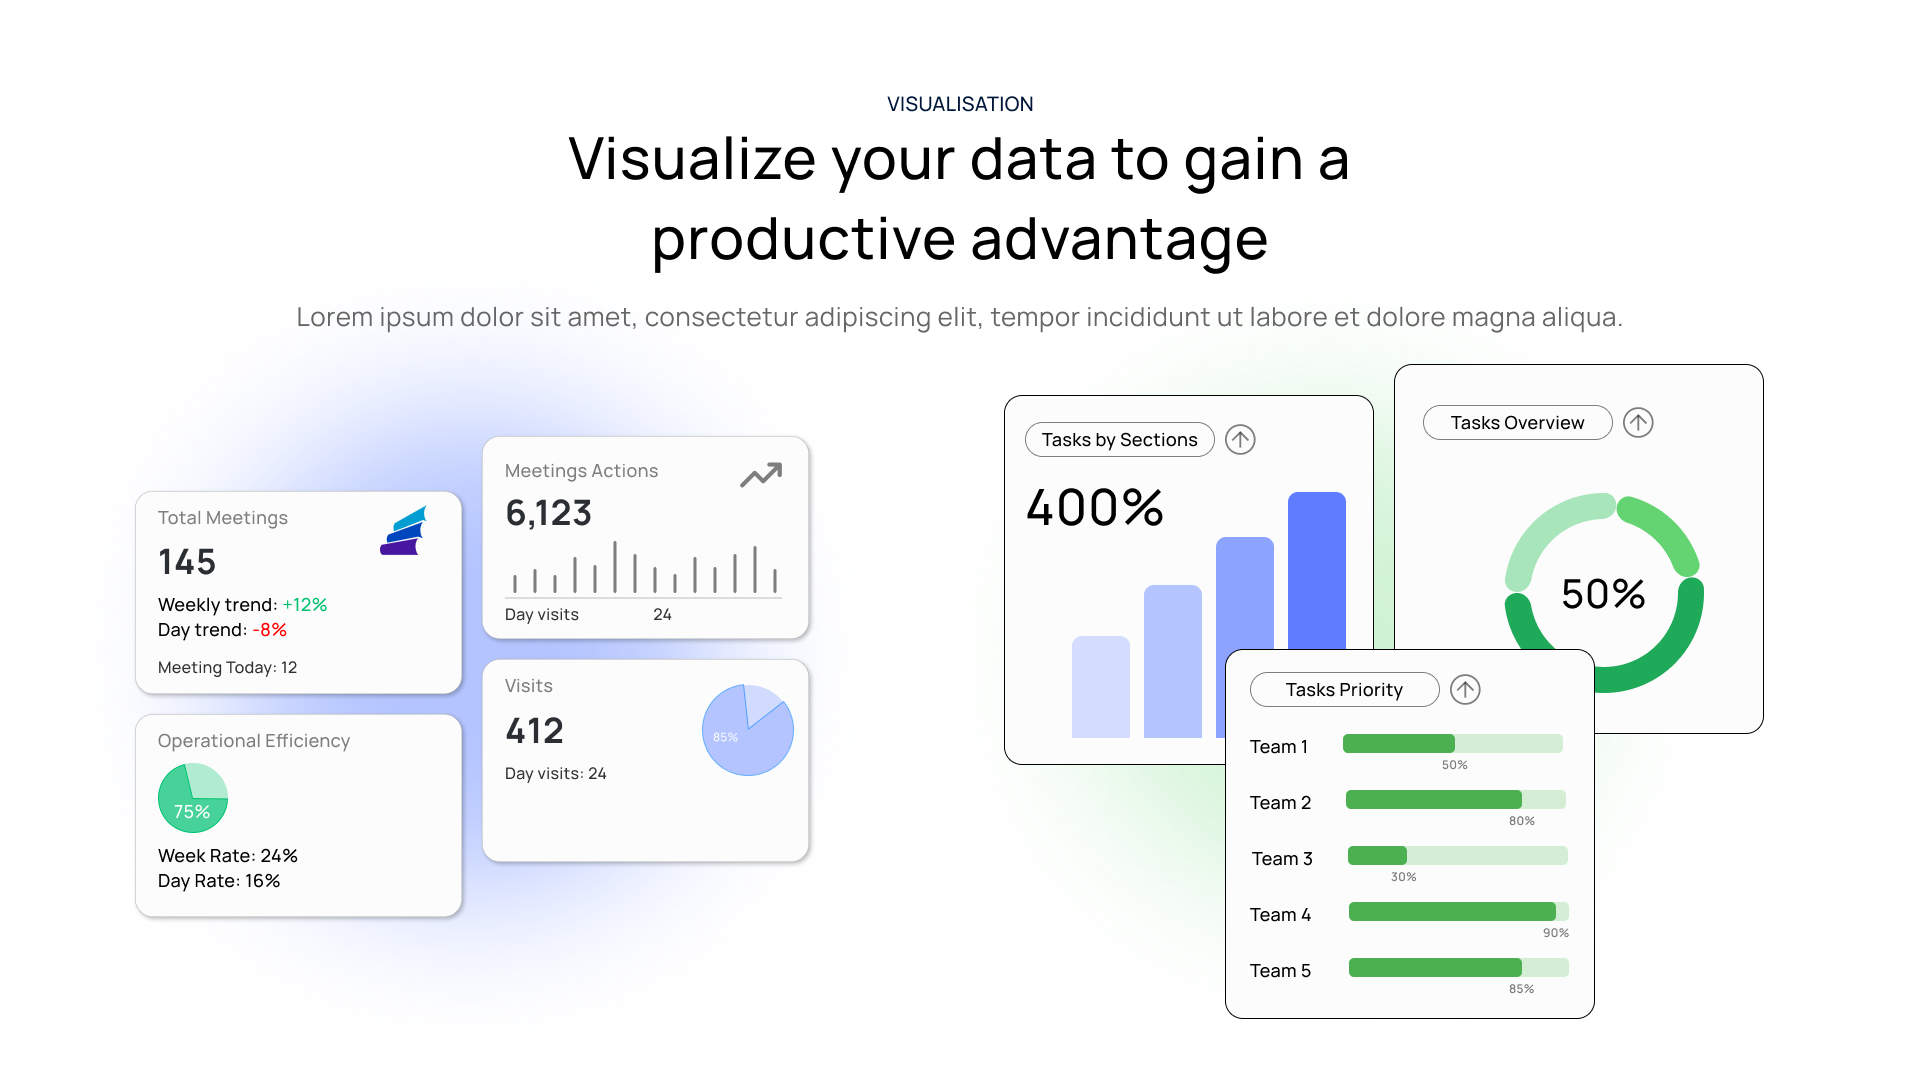 VISUALISATION
Visualize your data to gain a
productive advantage
Lorem ipsum dolor sit amet, consectetur adipiscing elit, tempor incididunt ut labore et dolore magna aliqua.
Total Meetings
145
Weekly trend: +12%
Day trend: -8%
Meeting Today: 12
Operational Efficiency
75%
Week Rate: 24%
Day Rate: 16%
Meetings Actions
6,123
Day visits 24
Visits
412
85%
Day visits: 24
Tasks by Sections
400%
Tasks Overview
50%
Tasks Priority
Team 1
50%
Team 2
80%
Team 3
30%
Team 4
90%
Team 5
85%